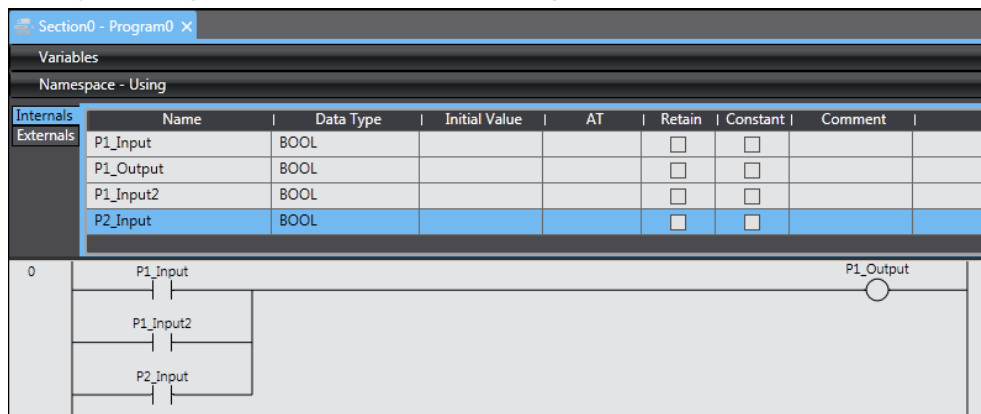 Section0 - Program0 ×
Variables
Namespace - Using
Internals
Externals
Name | Data Type | Initial Value | AT | Retain | Constant | Comment |
P1_Input BOOL
P1_Output BOOL
P1_Input2 BOOL
P2_Input BOOL
0 P1_Input P1_Output
P1_Input2
P2_Input